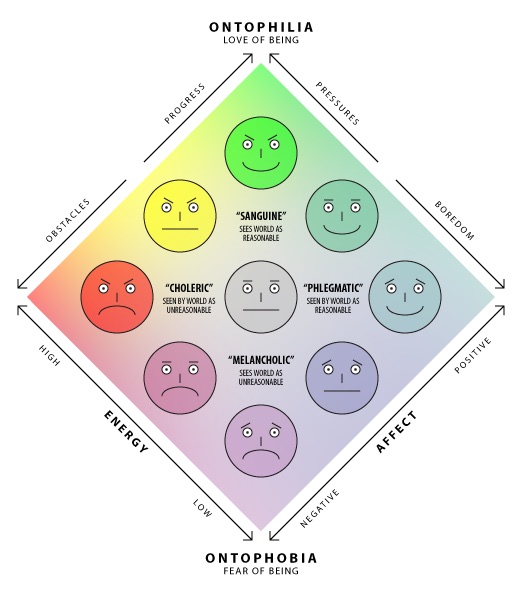 ONTOPHILIA
LOVE OF BEING
PROGRESS
PRESSURES
OBSTACLES
BOREDOM
“SANGUINE”
SEES WORLD AS
REASONABLE
“CHOLERIC”
SEEN BY WORLD AS
UNREASONABLE
“PHLEGMATIC”
SEEN BY WORLD AS
REASONABLE
“MELANCHOLIC”
SEES WORLD AS
UNREASONABLE
HIGH
ENERGY
LOW
POSITIVE
AFFECT
NEGATIVE
ONTOPHOBIA
FEAR OF BEING